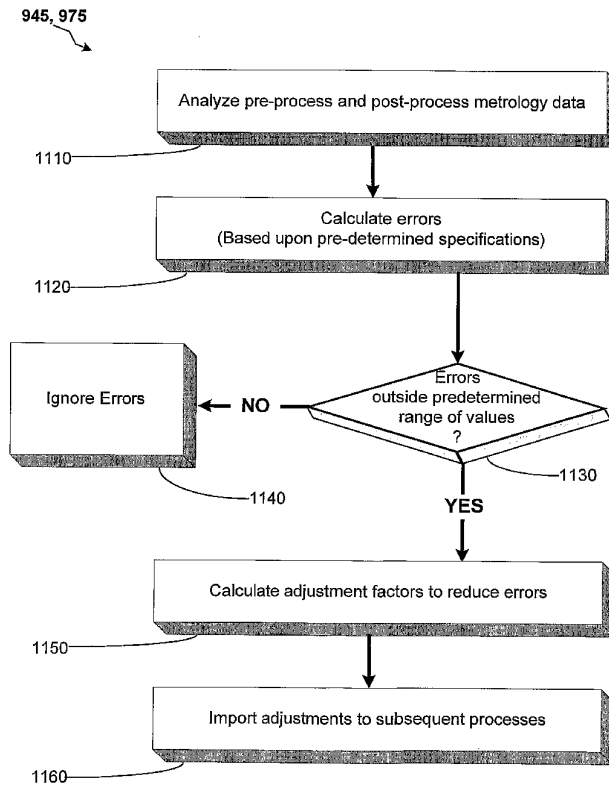 945, 975
Analyze pre-process and post-process metrology data
1110
Calculate errors
(Based upon pre-determined specifications)
1120
Errors
outside predetermined
range of values
?
Ignore Errors
NO
1140
1130
YES
Calculate adjustment factors to reduce errors
1150
Import adjustments to subsequent processes
1160